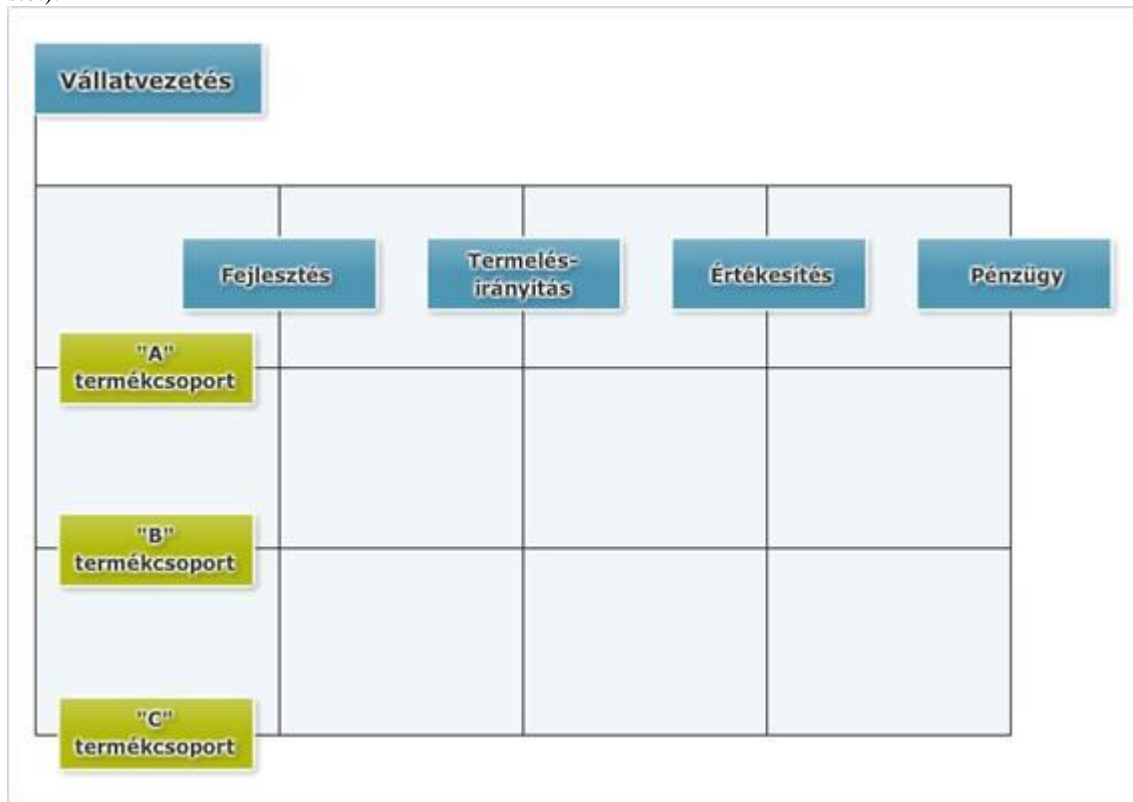 Vállatvezetés
Fejlesztés
Termelés-
irányítás
Értékesítés
Pénzügy
"A"
termékcsoport
"B"
termékcsoport
"C"
termékcsoport